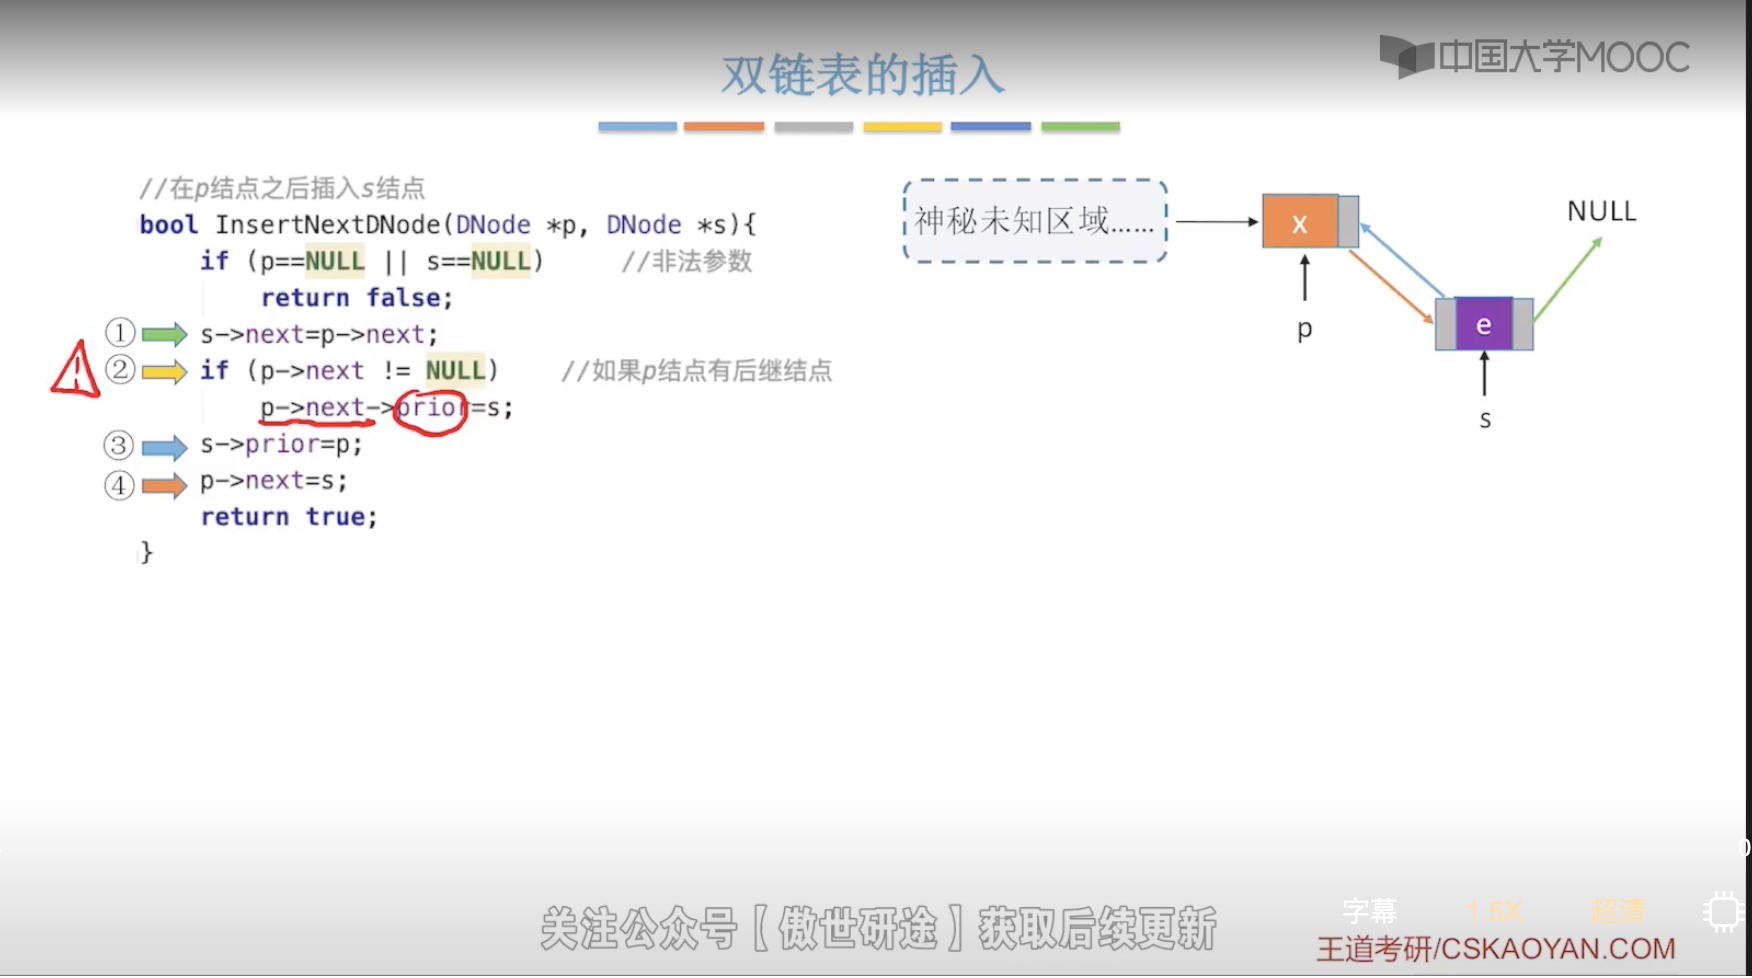 中国大学MOOC
双链表的插入
//在p结点之后插入s结点
bool InsertNextDNode(DNode *p, DNode *s){
if (p==NULL || s==NULL) //非法参数
return false;
① s->next=p->next;
② if (p->next != NULL) //如果p结点有后继结点
p->next->prior=s;
③ s->prior=p;
④ p->next=s;
return true;
}
神秘未知区域……
x
NULL
p
e
s
0
字幕 1.5X 超清
关注公众号【傲世研途】获取后续更新
王道考研/CSKAOYAN.COM